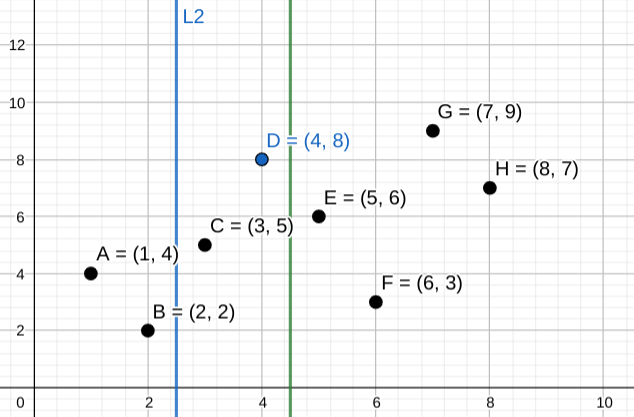 L2
12
10
G = (7, 9)
D = (4, 8)
8
H = (8, 7)
E = (5, 6)
6
C = (3, 5)
A = (1, 4)
4
F = (6, 3)
B = (2, 2)
2
0 2 4 6 8 10